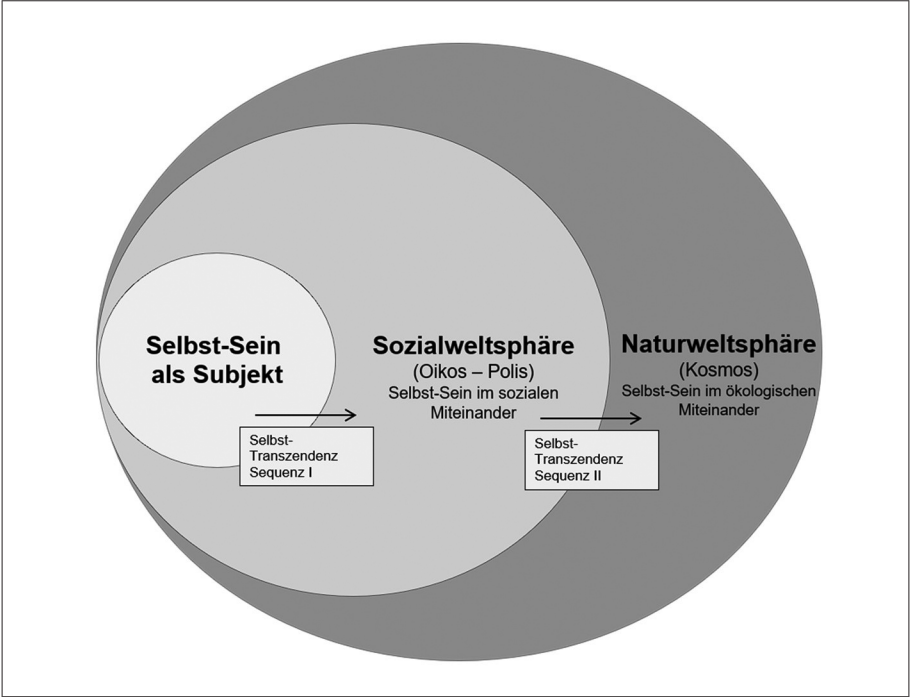 Selbst-Sein
als Subjekt
Sozialweltsphäre
(Oikos – Polis)
Selbst-Sein im sozialen
Miteinander
Naturweltsphäre
(Kosmos)
Selbst-Sein im ökologischen
Miteinander
Selbst-
Transzendenz
Sequenz I
Selbst-
Transzendenz
Sequenz II